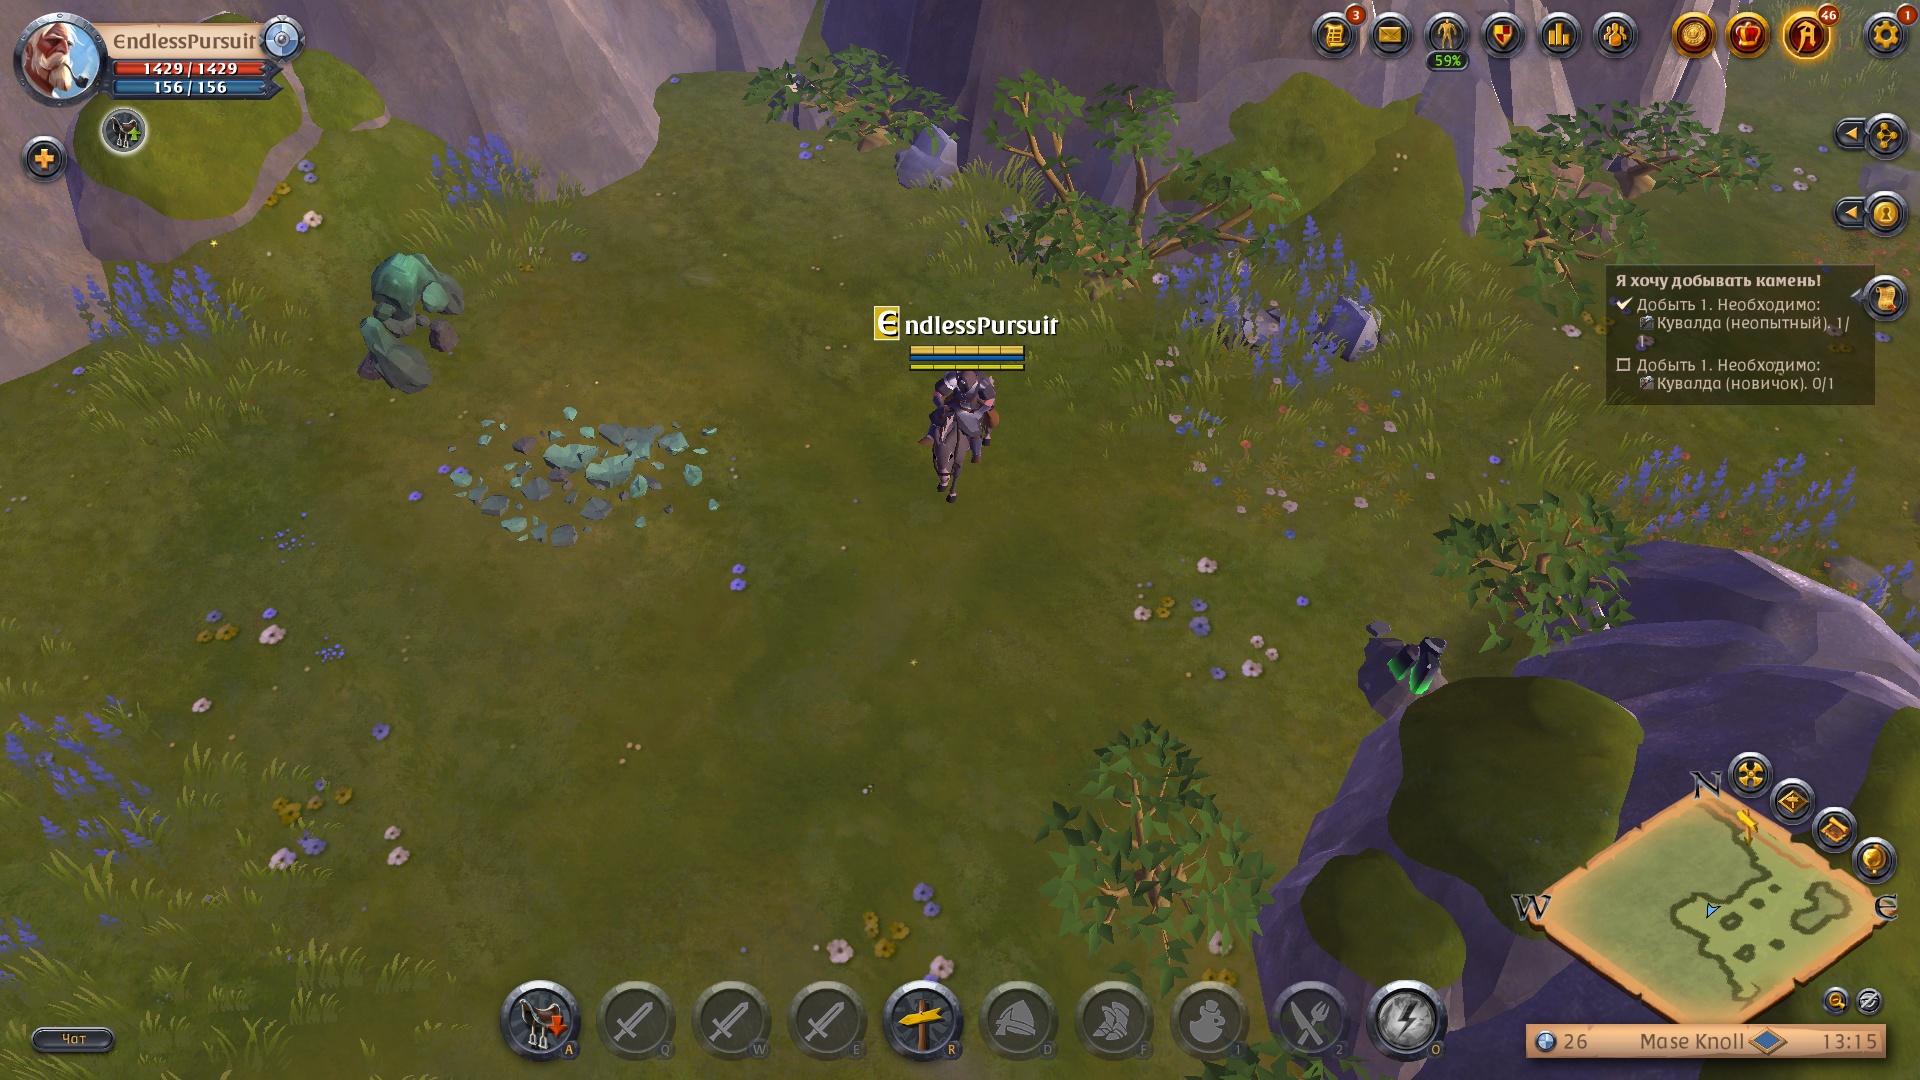 EndlessPursuit
1429 / 1429
156 / 156
3
59%
46
1
Я хочу добывать камень!
Добыть 1. Необходимо:
Кувалда (неопытный). 1/
1
Добыть 1. Необходимо:
Кувалда (новичок). 0/1
EndlessPursuit
N
W
E
A
Q
W
E
R
D
F
1
2
O
Чат
26
Mase Knoll
13:15